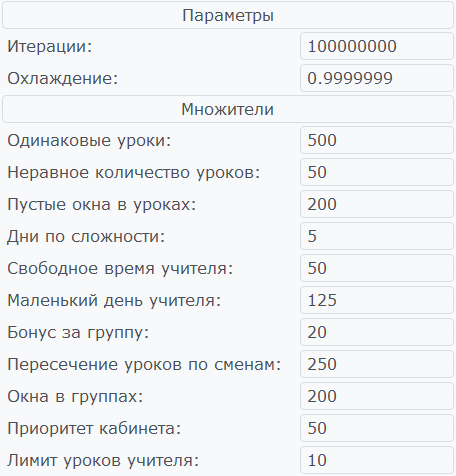 Параметры
Итерации: 100000000
Охлаждение: 0.9999999
Множители
Одинаковые уроки: 500
Неравное количество уроков: 50
Пустые окна в уроках: 200
Дни по сложности: 5
Свободное время учителя: 50
Маленький день учителя: 125
Бонус за группу: 20
Пересечение уроков по сменам: 250
Окна в группах: 200
Приоритет кабинета: 50
Лимит уроков учителя: 10